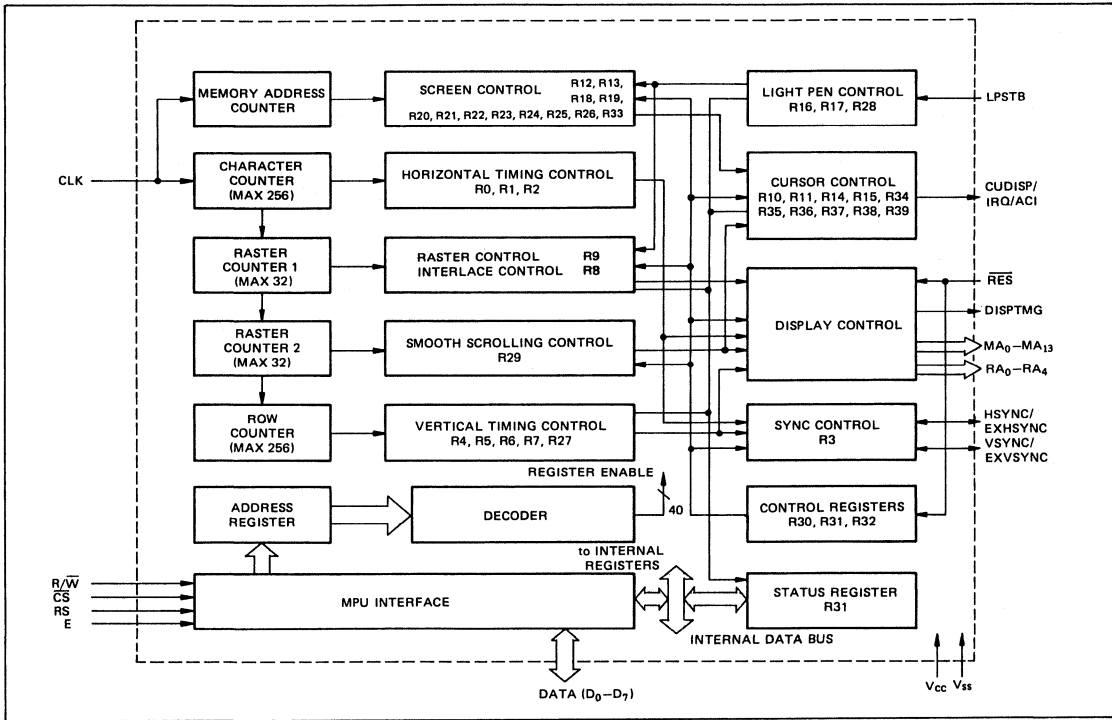 MEMORY ADDRESS
COUNTER
SCREEN CONTROL
R12, R13,
R18, R19,
R20, R21, R22, R23, R24, R25, R26, R33
LIGHT PEN CONTROL
R16, R17, R28
LPSTB
CLK
CHARACTER
COUNTER
(MAX 256)
HORIZONTAL TIMING CONTROL
R0, R1, R2
CURSOR CONTROL
R10, R11, R14, R15, R34
R35, R36, R37, R38, R39
CUDISP/
IRQ/ACI
RASTER
COUNTER 1
(MAX 32)
RASTER CONTROL R9
INTERLACE CONTROL R8
DISPLAY CONTROL
RES
DISPTMG
MA0–MA13
RA0–RA4
RASTER
COUNTER 2
(MAX 32)
SMOOTH SCROLLING CONTROL
R29
ROW
COUNTER
(MAX 256)
VERTICAL TIMING CONTROL
R4, R5, R6, R7, R27
SYNC CONTROL
R3
HSYNC/
EXHSYNC
VSYNC/
EXVSYNC
REGISTER ENABLE
40
ADDRESS
REGISTER
DECODER
CONTROL REGISTERS
R30, R31, R32
to INTERNAL
REGISTERS
R/W
CS
RS
E
MPU INTERFACE
STATUS REGISTER
R31
INTERNAL DATA BUS
DATA (D0–D7)
VCC VSS